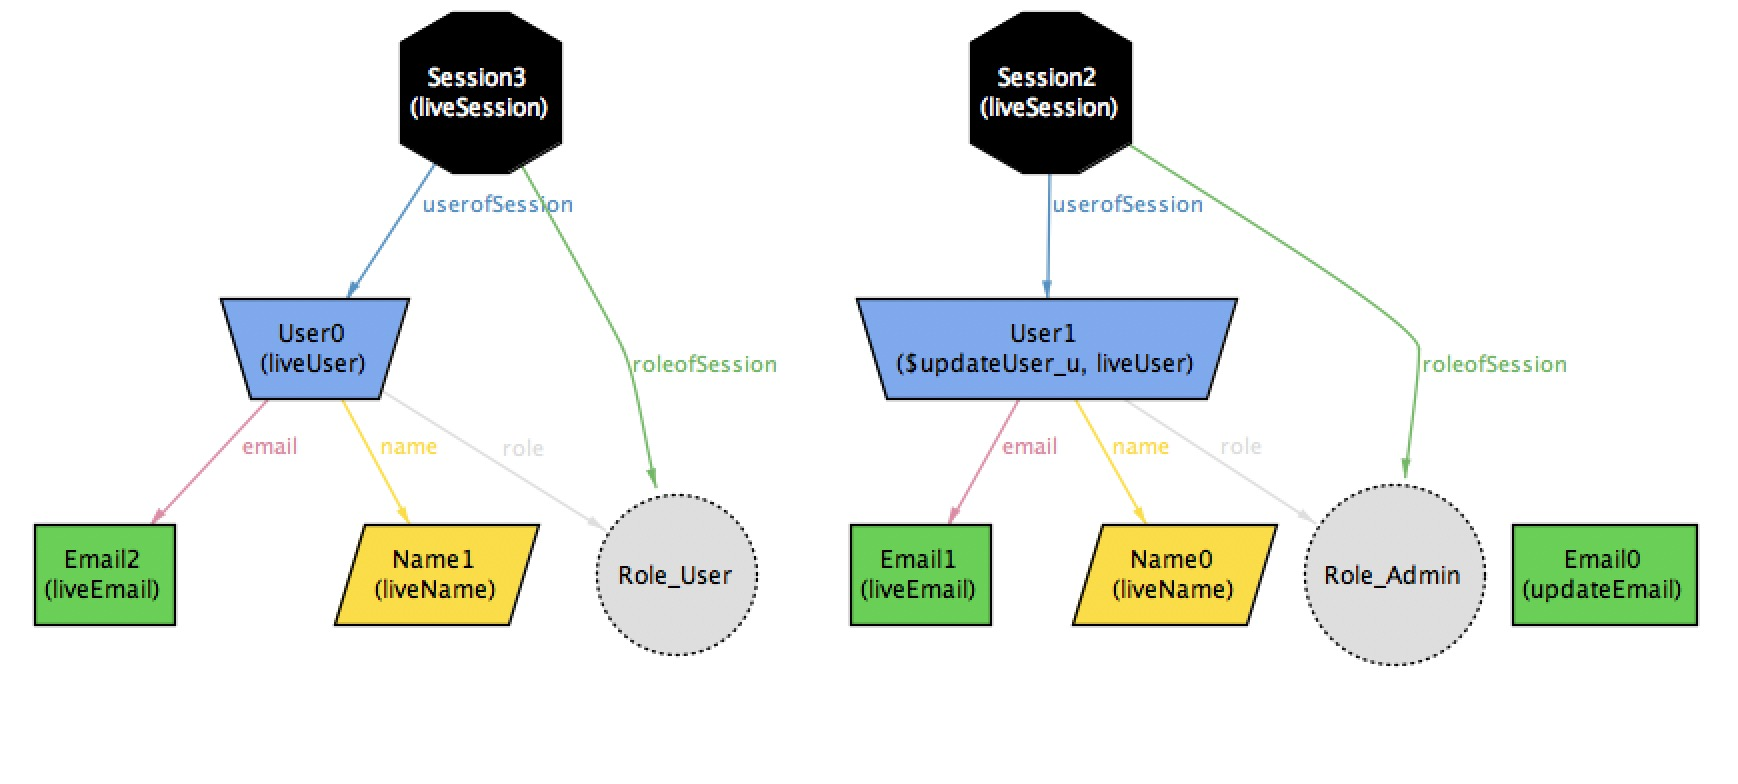 Session3
(liveSession)
Session2
(liveSession)
userofSession
userofSession
User0
(liveUser)
User1
($updateUser_u, liveUser)
roleofSession
roleofSession
email
name
role
email
name
role
Email2
(liveEmail)
Name1
(liveName)
Role_User
Email1
(liveEmail)
Name0
(liveName)
Role_Admin
Email0
(updateEmail)